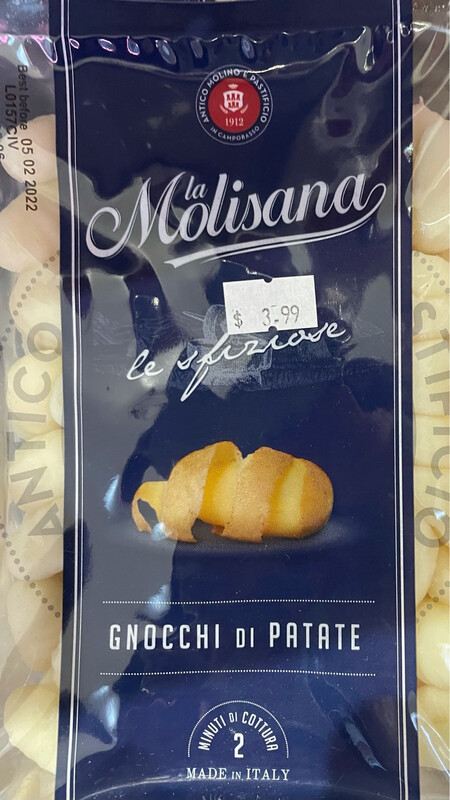 Best before 05 02 2022
L0157CIV
ANTICO MOLINO E PASTIFICIO
1912
IN CAMPOBASSO
la
Molisana
$ 3.99
le sfiziose
ANTICO
STIFICIO
GNOCCHI DI PATATE
MINUTI DI COTTURA
2
MADE IN ITALY